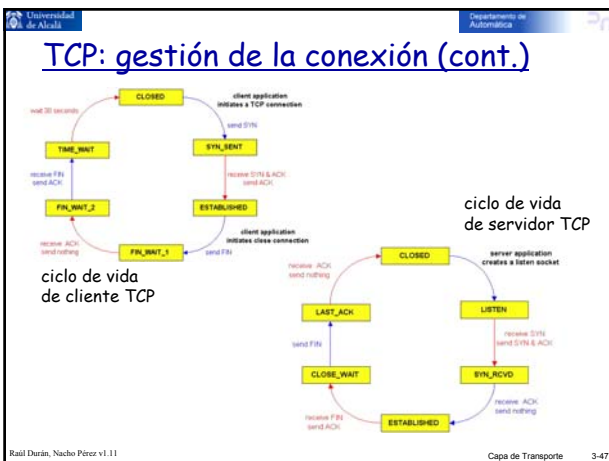 Universidad
de Alcalá
Departamento de
Automática
TCP: gestión de la conexión (cont.)
CLOSED
client application
initiates a TCP connection
wait 30 seconds
send SYN
TIME_WAIT
SYN_SENT
receive FIN
send ACK
receive SYN & ACK
send ACK
FIN_WAIT_2
ESTABLISHED
client application
initiates close connection
receive ACK
send nothing
FIN_WAIT_1
send FIN
ciclo de vida
de cliente TCP
ciclo de vida
de servidor TCP
CLOSED
server application
creates a listen socket
receive ACK
send nothing
LAST_ACK
LISTEN
send FIN
receive SYN
send SYN & ACK
CLOSE_WAIT
SYN_RCVD
receive FIN
send ACK
receive ACK
send nothing
ESTABLISHED
Raúl Durán, Nacho Pérez v1.11
Capa de Transporte 3-47